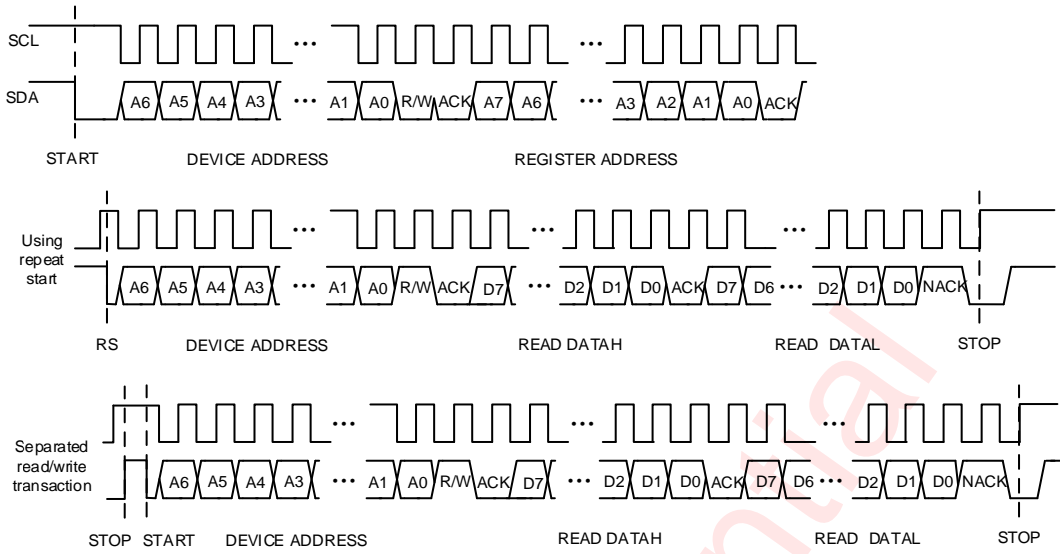 SCL
SDA
A6 A5 A4 A3 ••• A1 A0 R/W ACK A7 A6 ••• A3 A2 A1 A0 ACK
START DEVICE ADDRESS REGISTER ADDRESS
Using
repeat
start
A6 A5 A4 A3 ••• A1 A0 R/W ACK D7 ••• D2 D1 D0 ACK D7 D6 ••• D2 D1 D0 NACK
RS DEVICE ADDRESS READ DATAH READ DATAL STOP
Separated
read/write
transaction
A6 A5 A4 A3 ••• A1 A0 R/W ACK D7 ••• D2 D1 D0 ACK D7 D6 ••• D2 D1 D0 NACK
STOP START DEVICE ADDRESS READ DATAH READ DATAL STOP
ntial